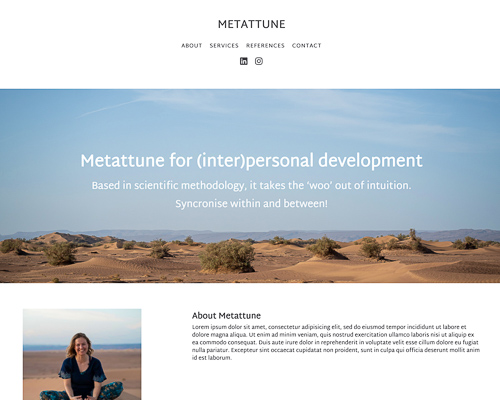 METATTUNE
ABOUT SERVICES REFERENCES CONTACT
Metattune for (inter)personal development
Based in scientific methodology, it takes the 'woo' out of intuition.
Syncronise within and between!
About Metattune
Lorem ipsum dolor sit amet, consectetur adipisicing elit, sed do eiusmod tempor incididunt ut labore et
dolore magna aliqua. Ut enim ad minim veniam, quis nostrud exercitation ullamco laboris nisi ut aliquip ex
ea commodo consequat. Duis aute irure dolor in reprehenderit in voluptate velit esse cillum dolore eu fugiat
nulla pariatur. Excepteur sint occaecat cupidatat non proident, sunt in culpa qui officia deserunt mollit anim
id est laborum.